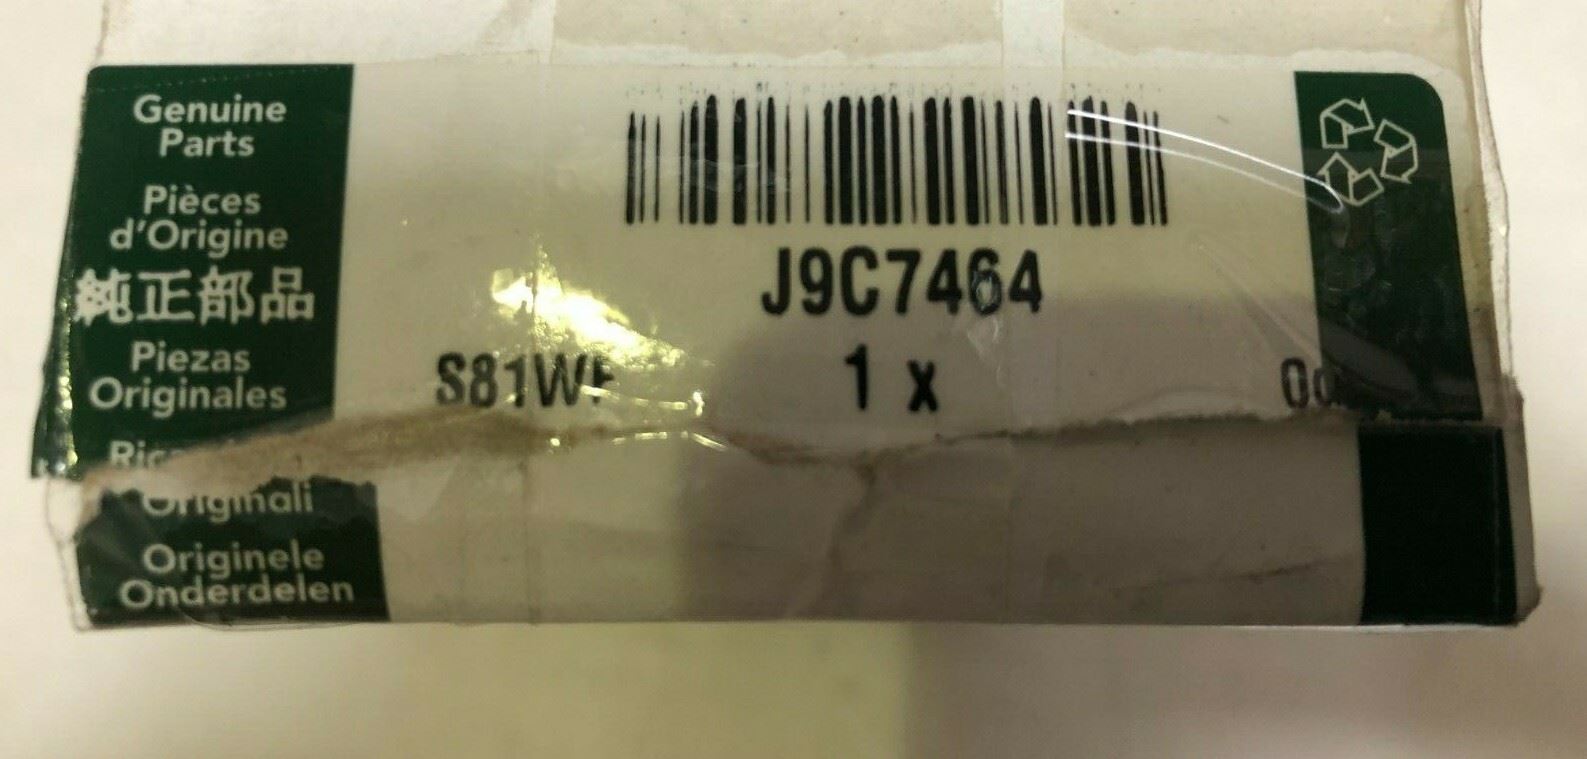 Genuine
Parts
Pièces
d'Origine
純正部品
Piezas
Originales
Originali
Originele
Onderdelen
J9C7464
1 x